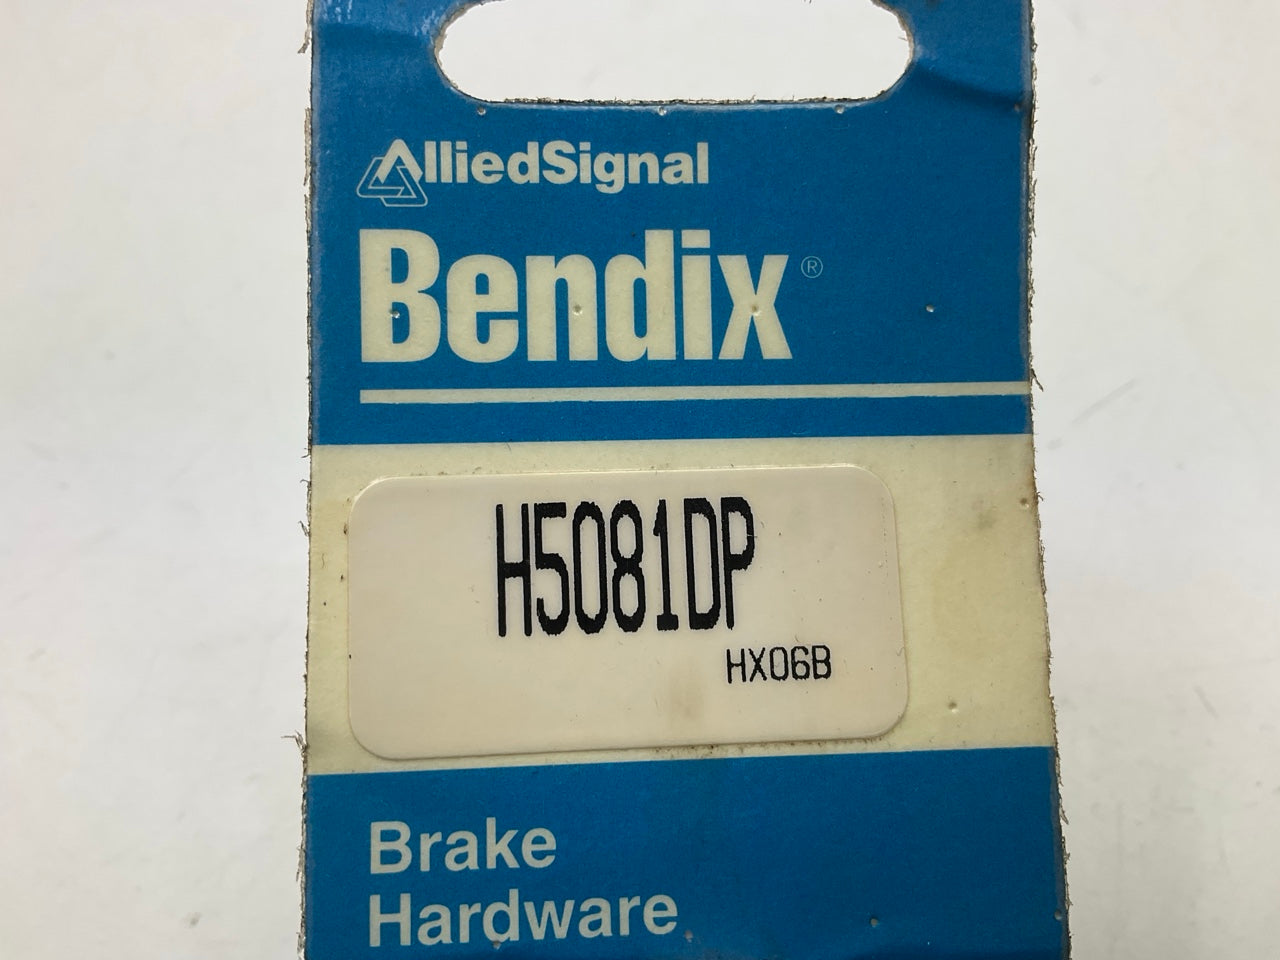 AlliedSignal
Bendix®
H5081DP
HX06B
Brake
Hardware